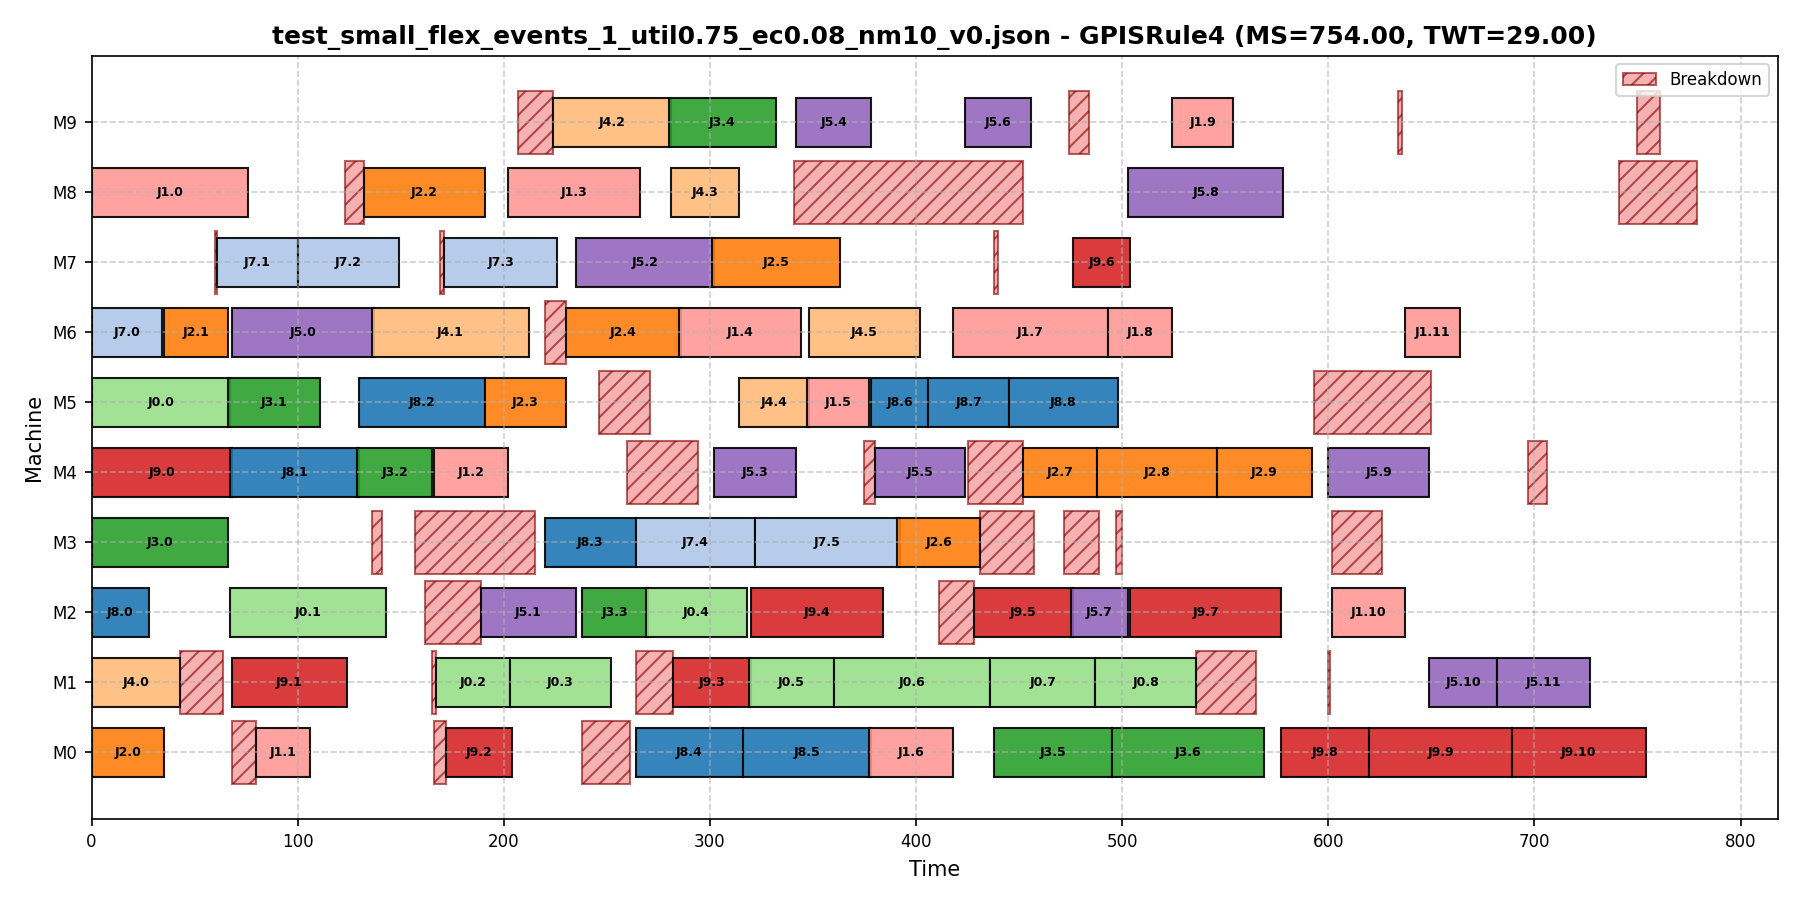 test_small_flex_events_1_util0.75_ec0.08_nm10_v0.json - GPISRule4 (MS=754.00, TWT=29.00)
Breakdown
M9 J4.2 J3.4 J5.4 J5.6 J1.9
M8 J1.0 J2.2 J1.3 J4.3 J5.8
M7 J7.1 J7.2 J7.3 J5.2 J2.5 J9.6
M6 J7.0 J2.1 J5.0 J4.1 J2.4 J1.4 J4.5 J1.7 J1.8 J1.11
M5 J0.0 J3.1 J8.2 J2.3 J4.4 J1.5 J8.6 J8.7 J8.8
M4 J9.0 J8.1 J3.2 J1.2 J5.3 J5.5 J2.7 J2.8 J2.9 J5.9
M3 J3.0 J8.3 J7.4 J7.5 J2.6
M2 J8.0 J0.1 J5.1 J3.3 J0.4 J9.4 J9.5 J5.7 J9.7 J1.10
M1 J4.0 J9.1 J0.2 J0.3 J9.3 J0.5 J0.6 J0.7 J0.8 J5.10 J5.11
M0 J2.0 J1.1 J9.2 J8.4 J8.5 J1.6 J3.5 J3.6 J9.8 J9.9 J9.10
0 100 200 300 400 500 600 700 800
Time
Machine